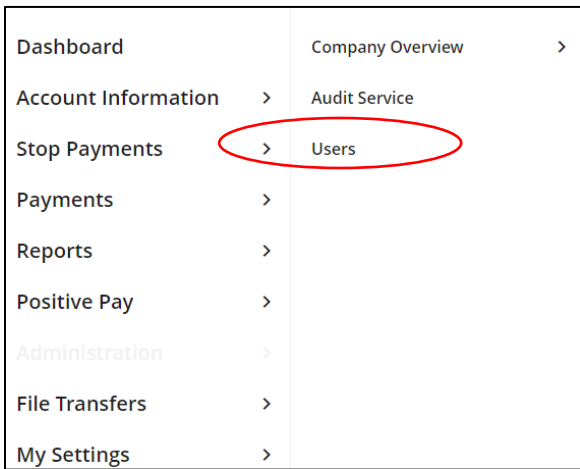 Dashboard
Account Information >
Stop Payments >
Payments >
Reports >
Positive Pay >
Administration >
File Transfers >
My Settings >
Company Overview >
Audit Service
Users